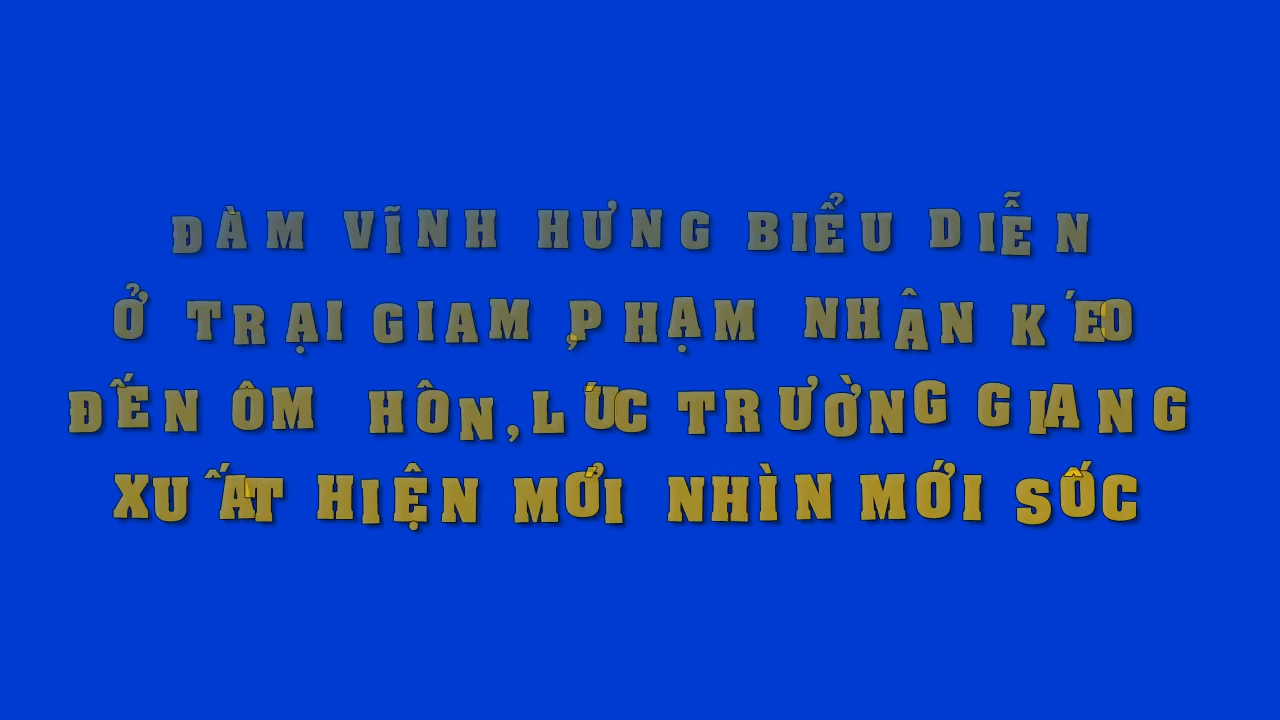 ĐÀM VĨNH HƯNG BIỂU DIỄN
Ở TRẠI GIAM ,PHẠM NHÂN KÉO
ĐẾN ÔM HÔN,LÚC TRƯỜNG GIANG
XUẤT HIỆN MỚI NHÌN MỚI SỐC